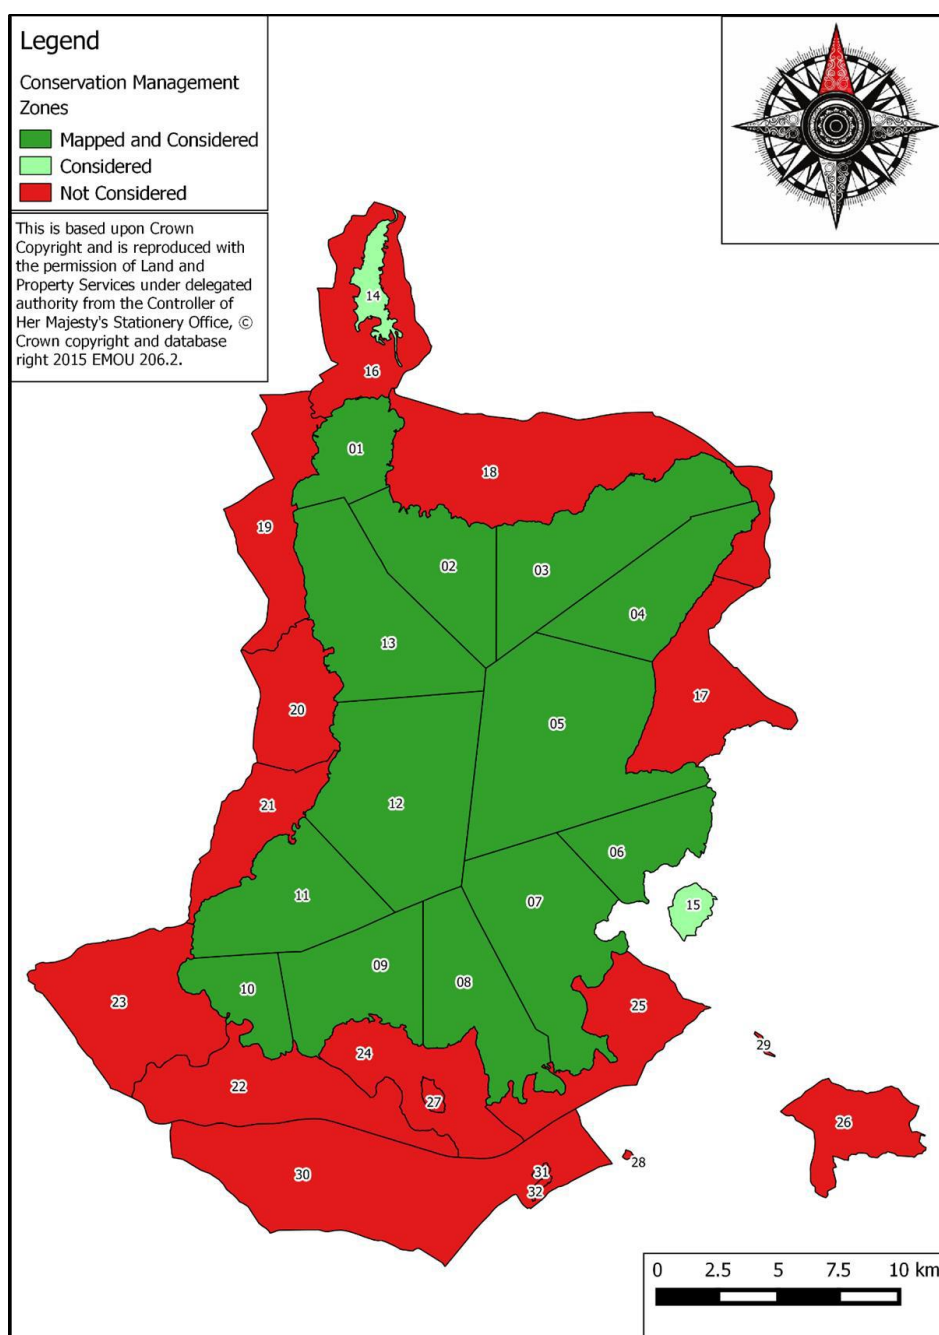 Legend
Conservation Management
Zones
Mapped and Considered
Considered
Not Considered
This is based upon Crown
Copyright and is reproduced with
the permission of Land and
Property Services under delegated
authority from the Controller of
Her Majesty's Stationery Office, ©
Crown copyright and database
right 2015 EMOU 206.2.
14
16
01
18
19
02
03
04
13
17
20
05
12
21
06
11
07
15
09
10
08
23
25
24
29
22
27
26
28
30
31
32
0 2.5 5 7.5 10 km